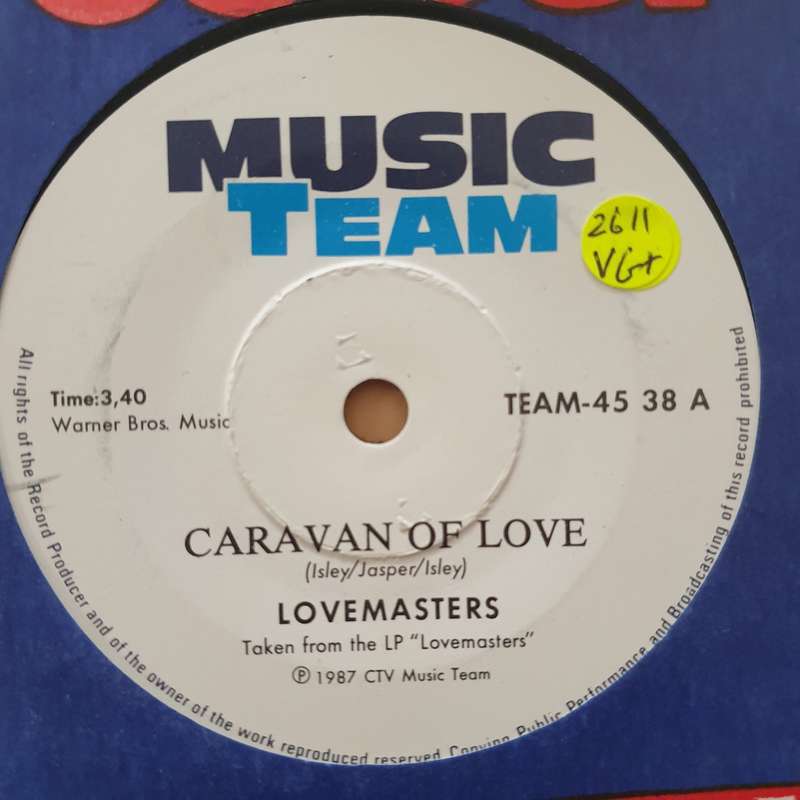 MUSIC
TEAM
2611
VG+
Time:3,40
Warner Bros. Music
TEAM-45 38 A
CARAVAN OF LOVE
(Isley/Jasper/Isley)
LOVEMASTERS
Taken from the LP "Lovemasters"
Ⓟ 1987 CTV Music Team
All rights of the Record Producer and of the owner of the work reproduced reserved Copying Public Performance and Broadcasting of this record prohibited